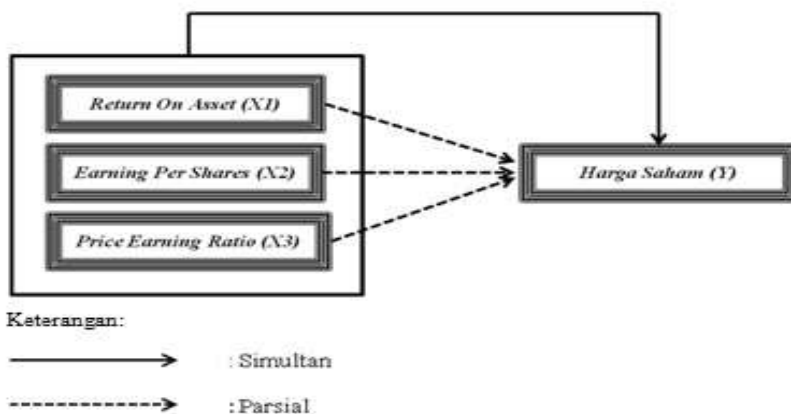 Return On Asset (X1)
Earning Per Shares (X2)
Harga Saham (Y)
Price Earning Ratio (X3)
Keterangan:
: Simultan
: Parsial